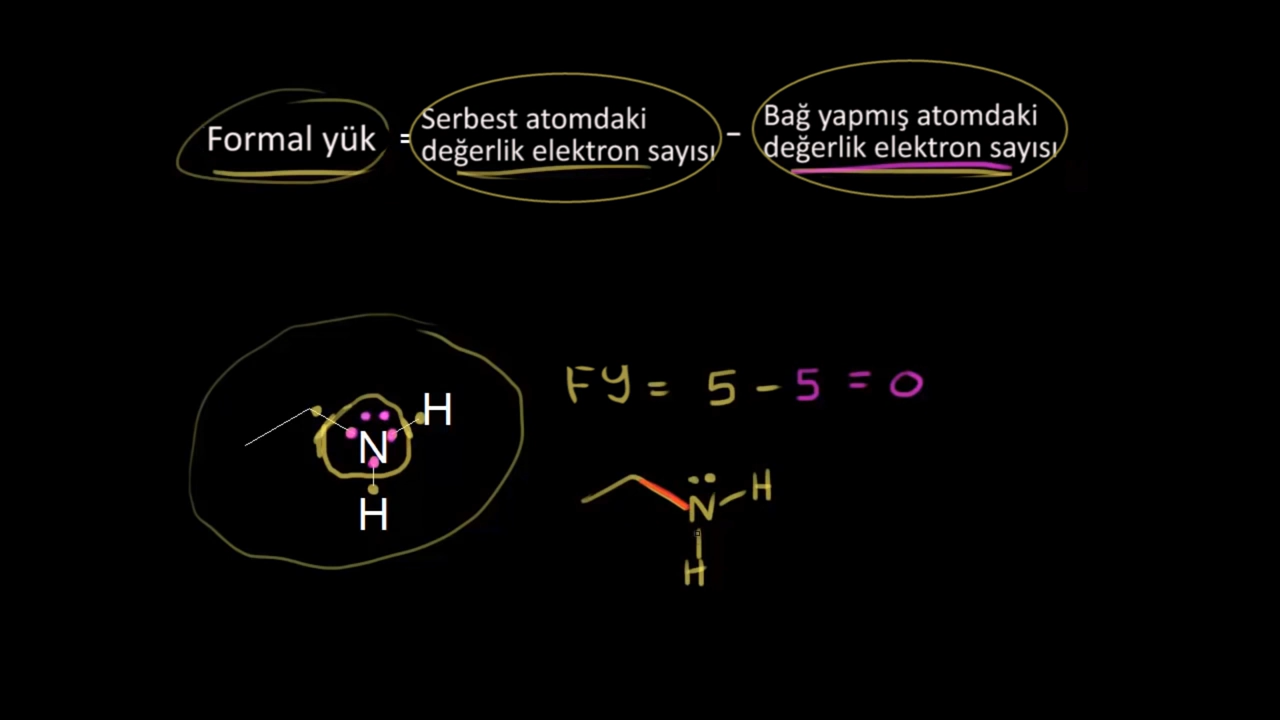 Formal yük = Serbest atomdaki değerlik elektron sayısı - Bağ yapmış atomdaki değerlik elektron sayısı
FY = 5 - 5 = 0
H
N
H
N H
H